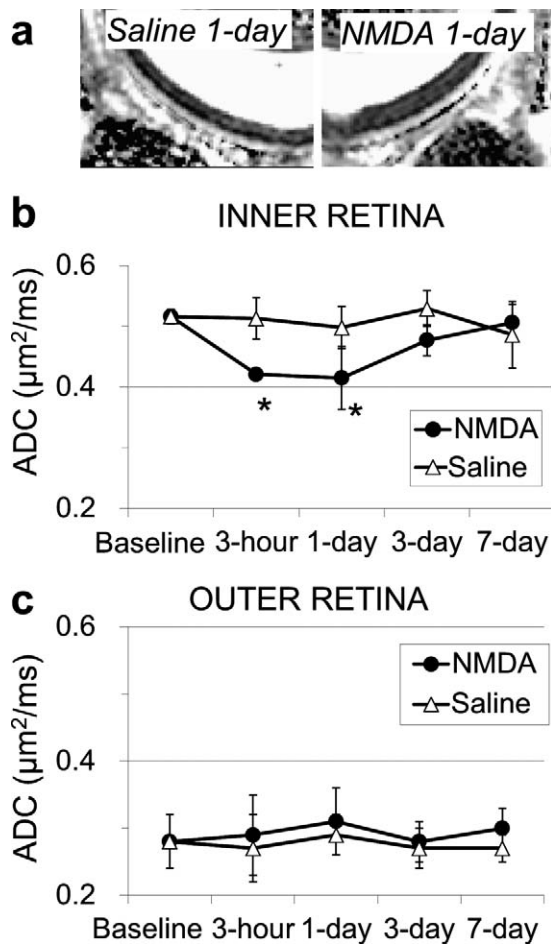 a
Saline 1-day NMDA 1-day
b INNER RETINA
ADC (μm²/ms)
0.6
0.4
0.2
*
*
NMDA
Saline
Baseline 3-hour 1-day 3-day 7-day
c OUTER RETINA
ADC (μm²/ms)
0.6
0.4
0.2
NMDA
Saline
Baseline 3-hour 1-day 3-day 7-day